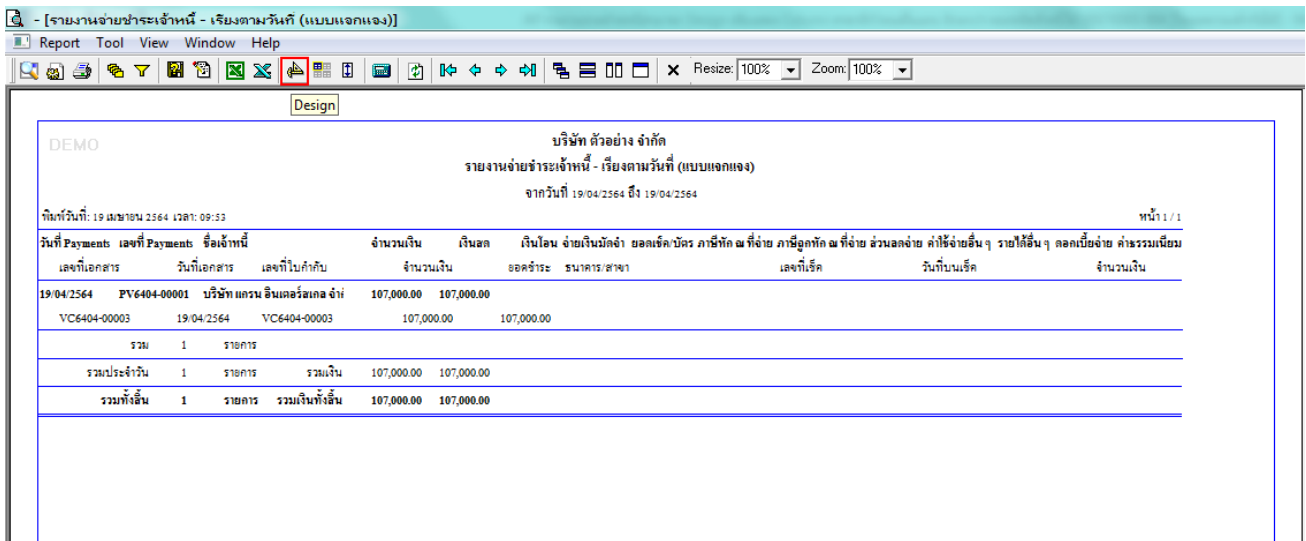 - [รายงานจ่ายชำระเจ้าหนี้ - เรียงตามวันที่ (แบบแจกแจง)]
Report Tool View Window Help
Resize: 100% Zoom: 100%
Design
DEMO
บริษัท ตัวอย่าง จำกัด
รายงานจ่ายชำระเจ้าหนี้ - เรียงตามวันที่ (แบบแจกแจง)
จากวันที่ 19/04/2564 ถึง 19/04/2564
พิมพ์วันที่: 19 เมษายน 2564 เวลา: 09:53 หน้า 1 / 1
วันที่ Payments เลขที่ Payments ชื่อเจ้าหนี้ จำนวนเงิน เงินสด เงินโอน จ่ายเงินมัดจำ ยอดเช็ค/บัตร ภาษีหัก ณ ที่จ่าย ภาษีถูกหัก ณ ที่จ่าย ส่วนลดจ่าย ค่าใช้จ่ายอื่น ๆ รายได้อื่น ๆ ดอกเบี้ยจ่าย ค่าธรรมเนียม
เลขที่เอกสาร วันที่เอกสาร เลขที่ใบกำกับ จำนวนเงิน ยอดชำระ ธนาคาร/สาขา เลขที่เช็ค วันที่บนเช็ค จำนวนเงิน
19/04/2564 PV6404-00001 บริษัท แกรน อินเตอร์สเกล 107,000.00 107,000.00
VC6404-00003 19/04/2564 VC6404-00003 107,000.00 107,000.00
รวม 1 รายการ
รวมประจำวัน 1 รายการ รวมเงิน 107,000.00 107,000.00
รวมทั้งสิ้น 1 รายการ รวมเงินทั้งสิ้น 107,000.00 107,000.00